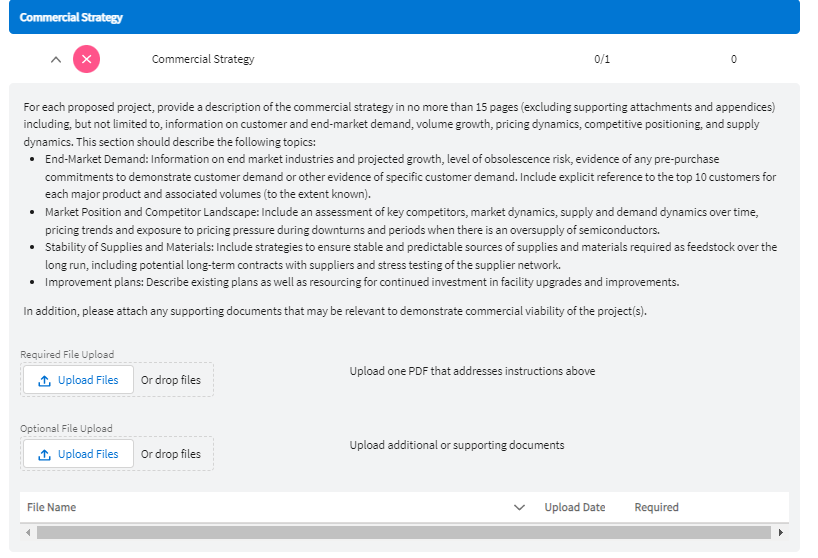 Commercial Strategy
Commercial Strategy 0/1 0
For each proposed project, provide a description of the commercial strategy in no more than 15 pages (excluding supporting attachments and appendices)
including, but not limited to, information on customer and end-market demand, volume growth, pricing dynamics, competitive positioning, and supply
dynamics. This section should describe the following topics:
• End-Market Demand: Information on end market industries and projected growth, level of obsolescence risk, evidence of any pre-purchase
commitments to demonstrate customer demand or other evidence of specific customer demand. Include explicit reference to the top 10 customers for
each major product and associated volumes (to the extent known).
• Market Position and Competitor Landscape: Include an assessment of key competitors, market dynamics, supply and demand dynamics over time,
pricing trends and exposure to pricing pressure during downturns and periods when there is an oversupply of semiconductors.
• Stability of Supplies and Materials: Include strategies to ensure stable and predictable sources of supplies and materials required as feedstock over the
long run, including potential long-term contracts with suppliers and stress testing of the supplier network.
• Improvement plans: Describe existing plans as well as resourcing for continued investment in facility upgrades and improvements.
In addition, please attach any supporting documents that may be relevant to demonstrate commercial viability of the project(s).
Required File Upload
Upload Files Or drop files Upload one PDF that addresses instructions above
Optional File Upload
Upload Files Or drop files Upload additional or supporting documents
File Name Upload Date Required